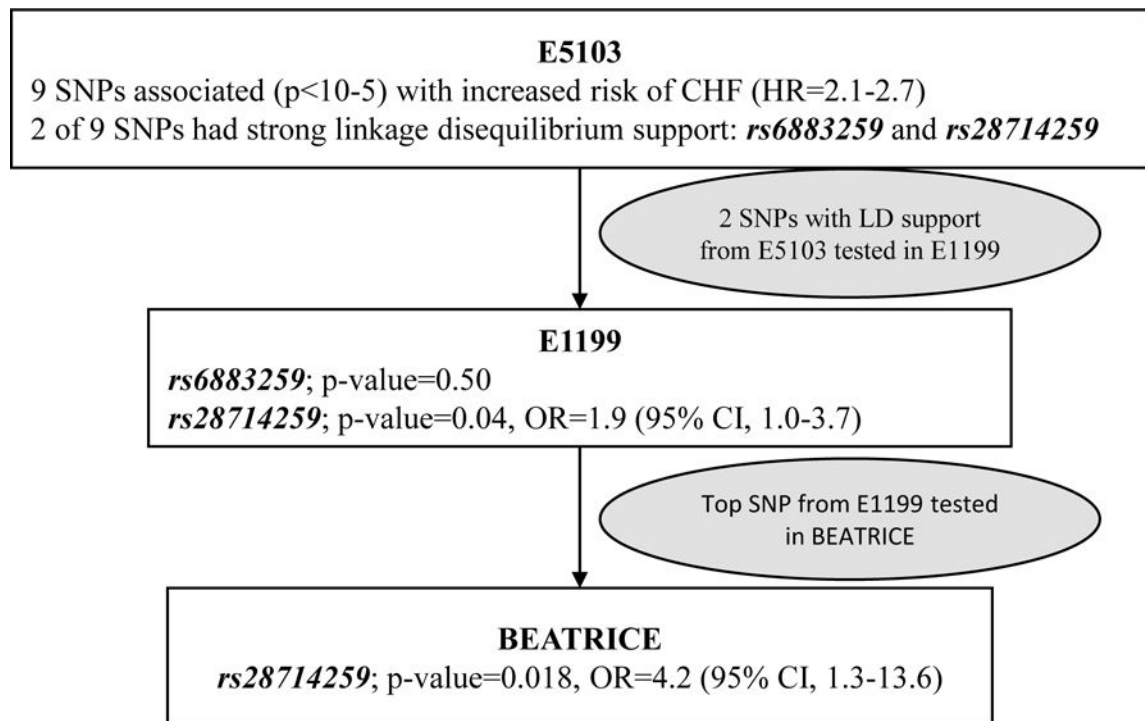 E5103
9 SNPs associated (p<10-5) with increased risk of CHF (HR=2.1-2.7)
2 of 9 SNPs had strong linkage disequilibrium support: rs6883259 and rs28714259
2 SNPs with LD support
from E5103 tested in E1199
E1199
rs6883259; p-value=0.50
rs28714259; p-value=0.04, OR=1.9 (95% CI, 1.0-3.7)
Top SNP from E1199 tested
in BEATRICE
BEATRICE
rs28714259; p-value=0.018, OR=4.2 (95% CI, 1.3-13.6)